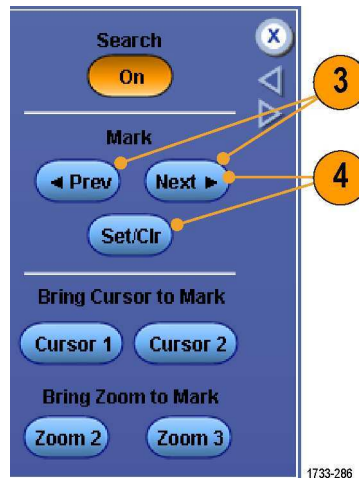 Search
X
On
3
Mark
◄ Prev Next ►
4
Set/Clr
Bring Cursor to Mark
Cursor 1 Cursor 2
Bring Zoom to Mark
Zoom 2 Zoom 3
1733-286